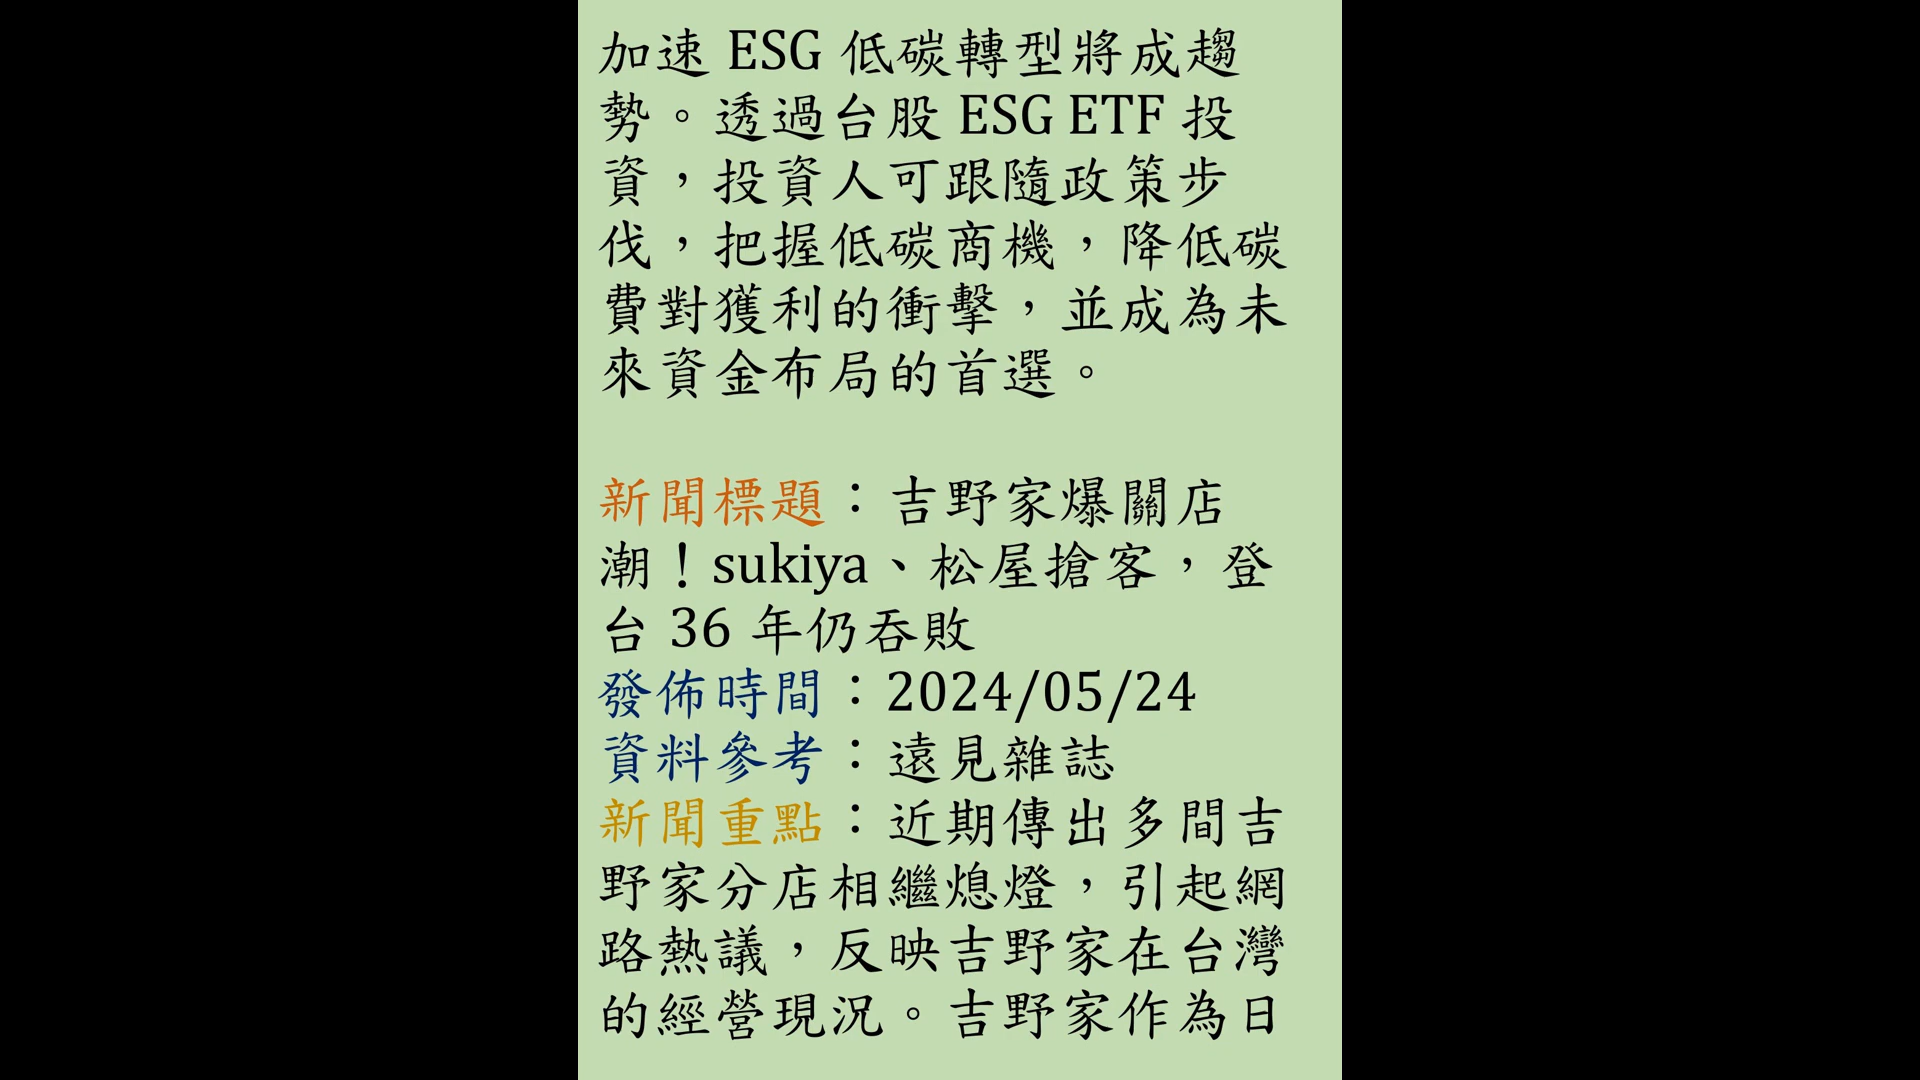 加速 ESG 低碳轉型將成趨
勢。透過台股 ESG ETF 投
資，投資人可跟隨政策步
伐，把握低碳商機，降低碳
費對獲利的衝擊，並成為未
來資金布局的首選。
新聞標題：吉野家爆關店
潮！sukiya、松屋搶客，登
台 36 年仍吞敗
發佈時間：2024/05/24
資料參考：遠見雜誌
新聞重點：近期傳出多間吉
野家分店相繼熄燈，引起網
路熱議，反映吉野家在台灣
的經營現況。吉野家作為日